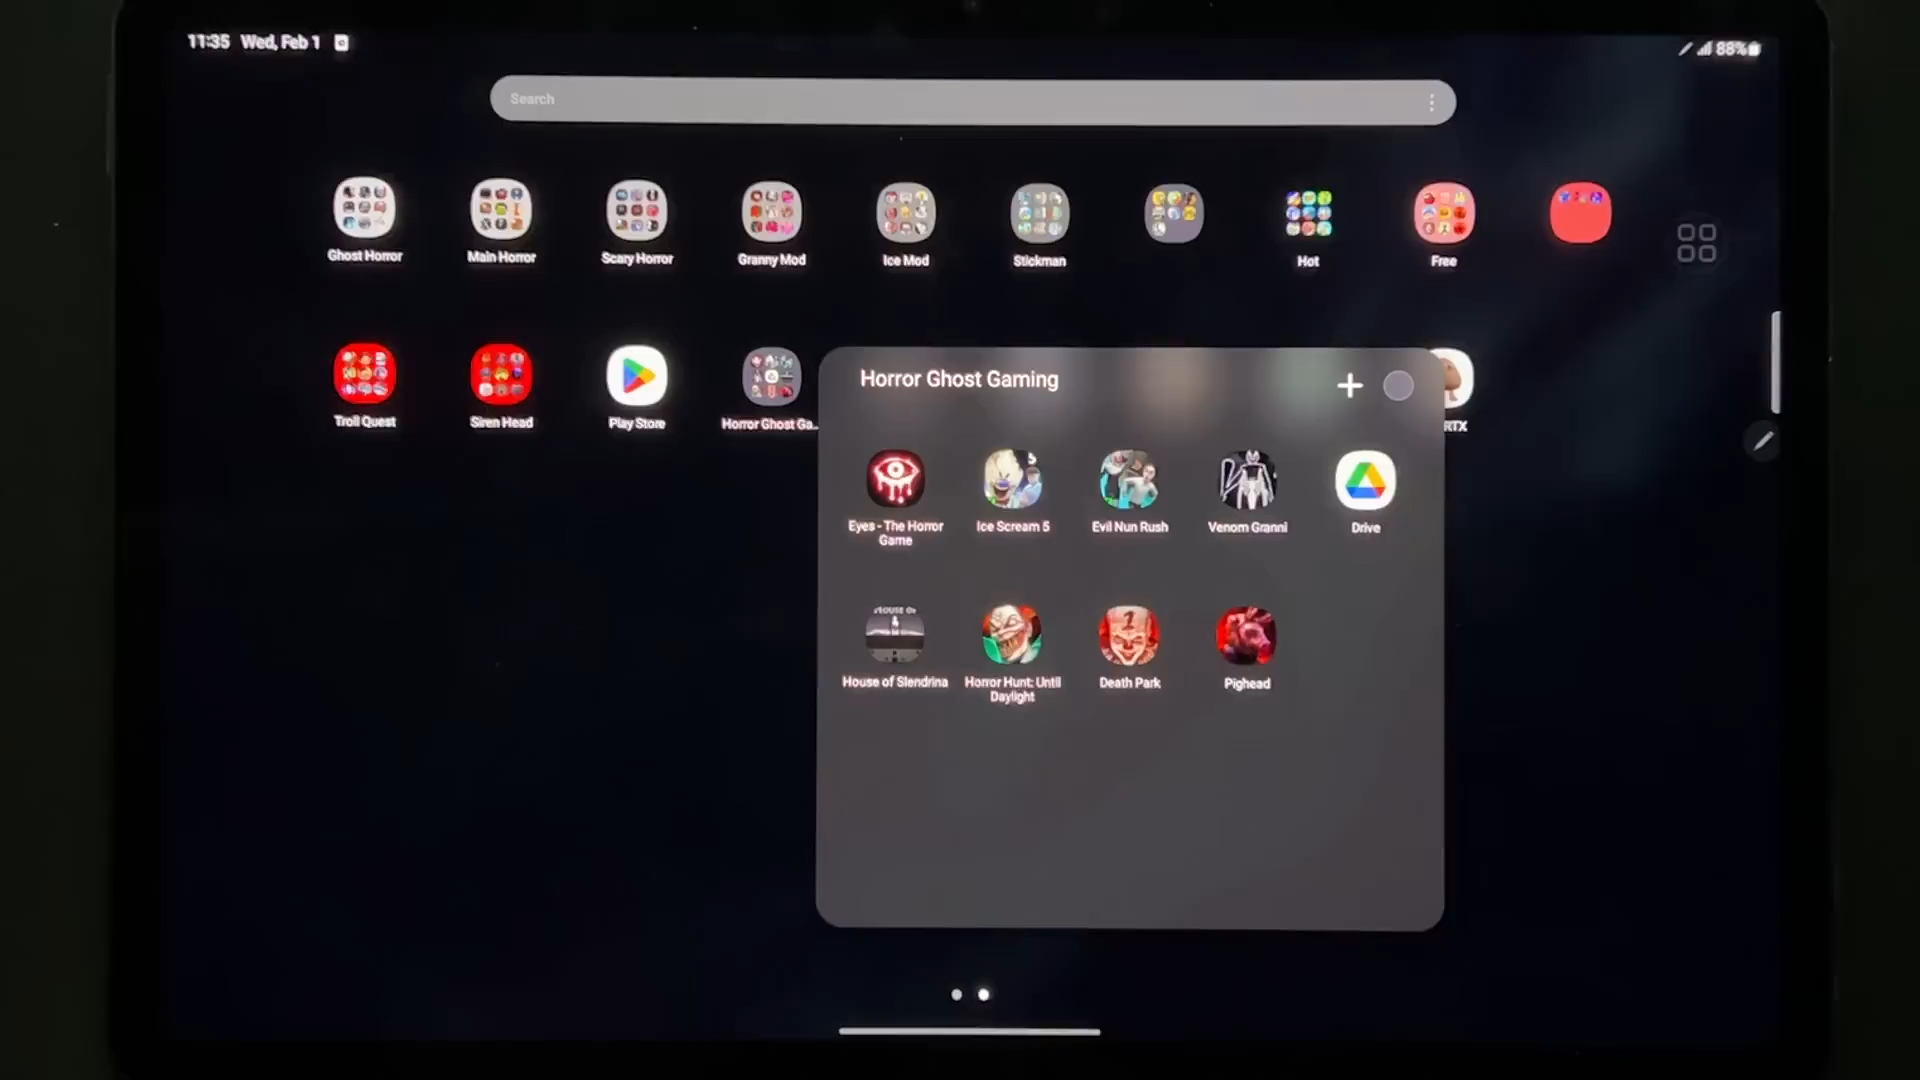 11:35 Wed, Feb 1
88%
Search
Ghost Horror
Main Horror
Scary Horror
Granny Mod
Ice Mod
Stickman
Hot
Free
Troll Quest
Siren Head
Play Store
Horror Ghost Ga..
RTX
Horror Ghost Gaming
Eyes - The Horror
Game
Ice Scream 5
Evil Nun Rush
Venom Granni
Drive
HOUSE OF
House of Slendrina
Horror Hunt: Until
Daylight
Death Park
Pighead